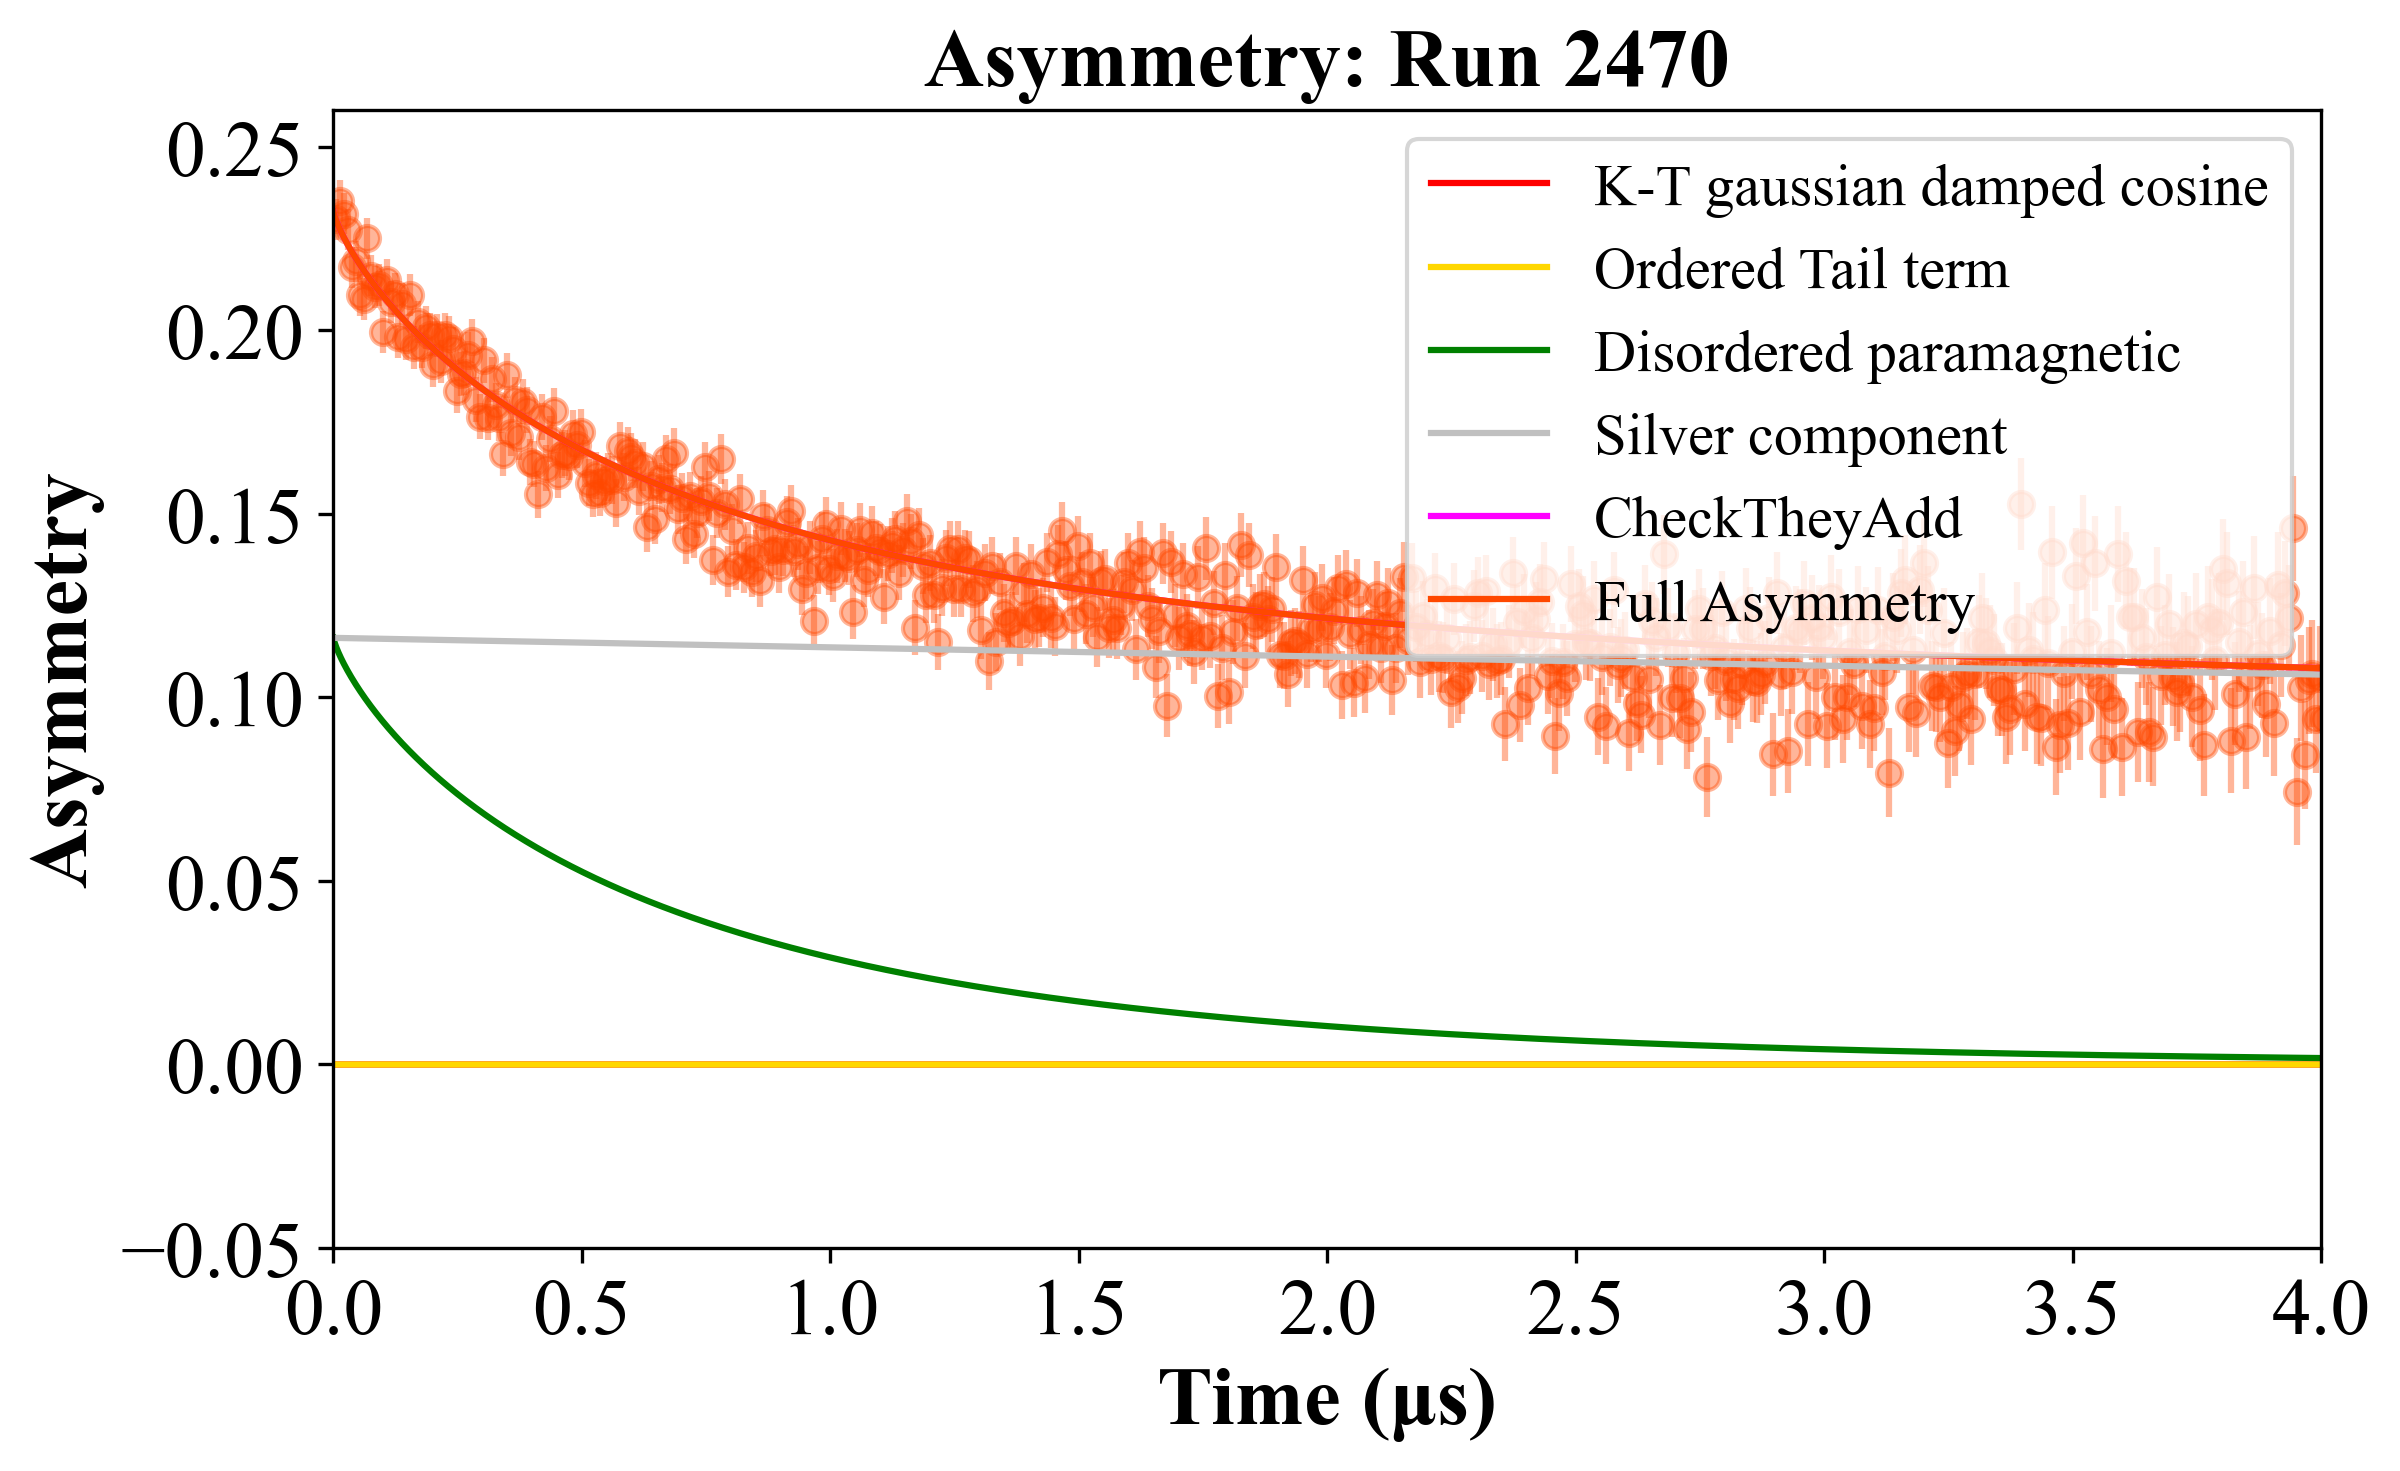 Asymmetry: Run 2470
0.25
0.20
0.15
0.10
0.05
0.00
−0.05
Asymmetry
K-T gaussian damped cosine
Ordered Tail term
Disordered paramagnetic
Silver component
CheckTheyAdd
Full Asymmetry
0.0 0.5 1.0 1.5 2.0 2.5 3.0 3.5 4.0
Time (μs)